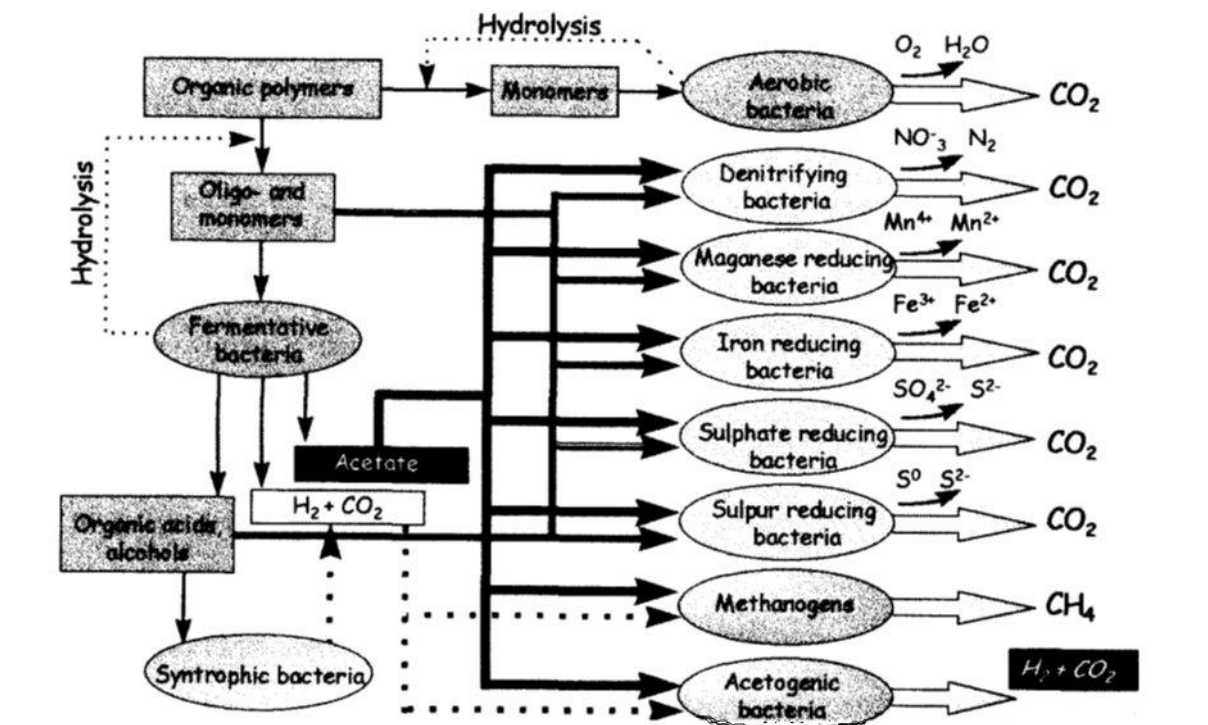 Hydrolysis
O₂ H₂O
Organic polymers
Monomers
Aerobic
bacteria
CO₂
Hydrolysis
NO⁻₃ N₂
Oligo- and
monomers
Denitrifying
bacteria
CO₂
Mn⁴⁺ Mn²⁺
Maganese reducing
bacteria
CO₂
Fermentative
bacteria
Fe³⁺ Fe²⁺
Iron reducing
bacteria
CO₂
SO₄²⁻ S²⁻
Sulphate reducing
bacteria
CO₂
Acetate
H₂ + CO₂
S⁰ S²⁻
Organic acids,
alcohols
Sulpur reducing
bacteria
CO₂
Methanogens
CH₄
Syntrophic bacteria
Acetogenic
bacteria
H₂ + CO₂